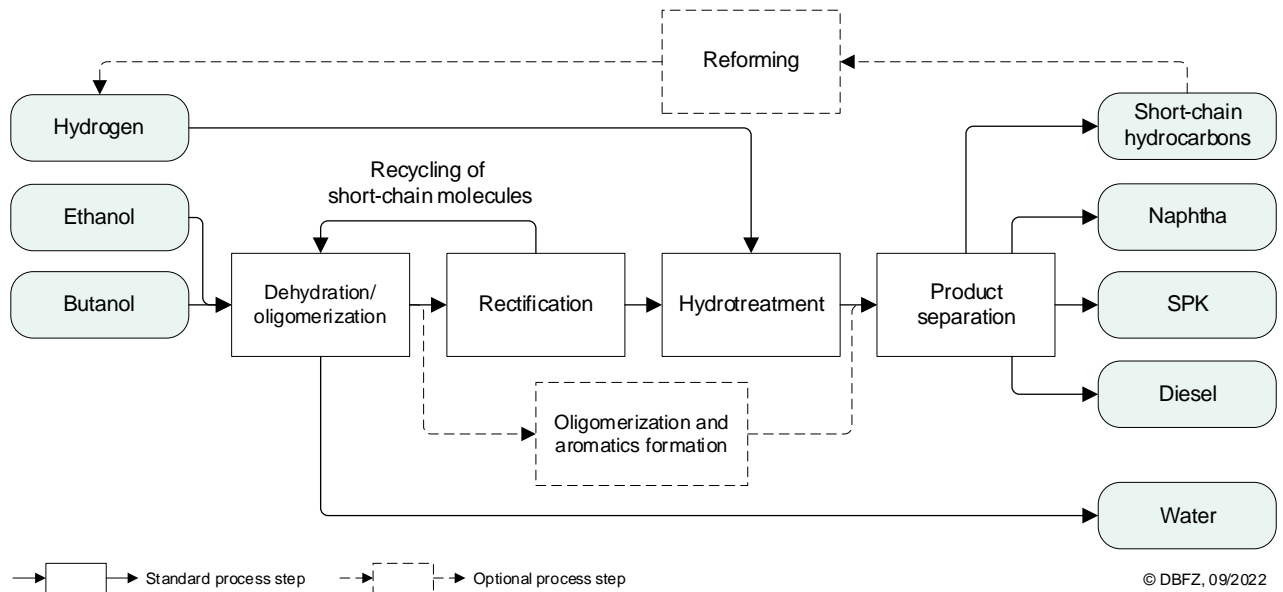 Reforming
Hydrogen
Short-chain
hydrocarbons
Recycling of
short-chain molecules
Ethanol
Naphtha
Butanol
Dehydration/
oligomerization
Rectification
Hydrotreatment
Product
separation
SPK
Diesel
Oligomerization and
aromatics formation
Water
Standard process step
Optional process step
© DBFZ, 09/2022